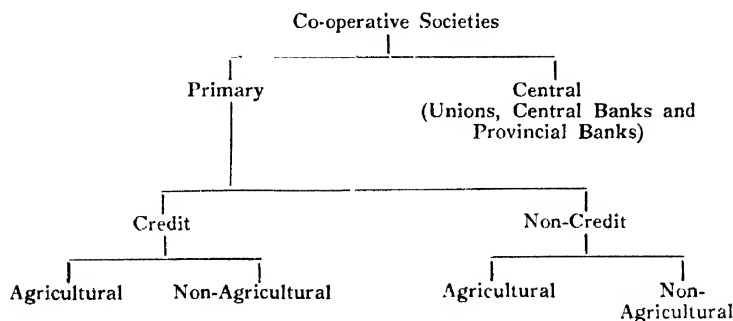 Co-operative Societies
Primary
Central
(Unions, Central Banks and
Provincial Banks)
Credit
Non-Credit
Agricultural
Non-Agricultural
Agricultural
Non-
Agricultural